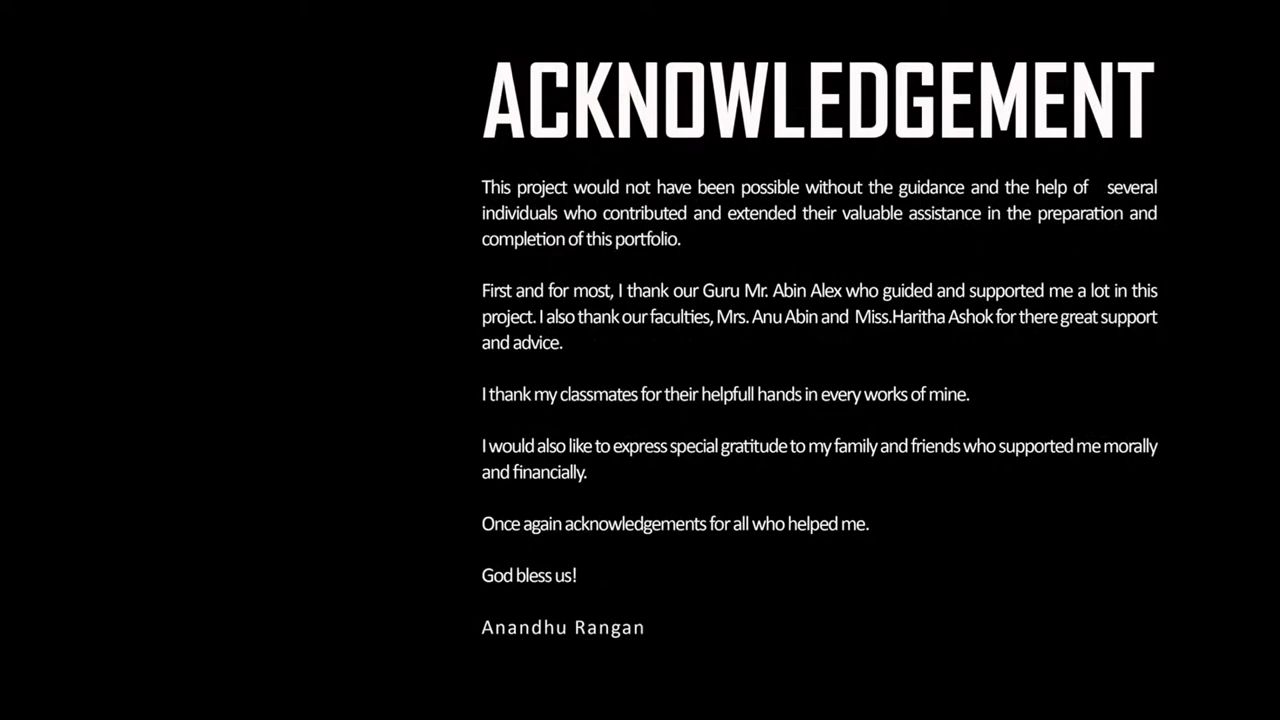 ACKNOWLEDGEMENT
This project would not have been possible without the guidance and the help of several
individuals who contributed and extended their valuable assistance in the preparation and
completion of this portfolio.
First and for most, I thank our Guru Mr. Abin Alex who guided and supported me a lot in this
project. I also thank our faculties, Mrs. Anu Abin and Miss.Haritha Ashok for there great support
and advice.
I thank my classmates for their helpfull hands in every works of mine.
I would also like to express special gratitude to my family and friends who supported me morally
and financially.
Once again acknowledgements for all who helped me.
God bless us!
Anandhu Rangan